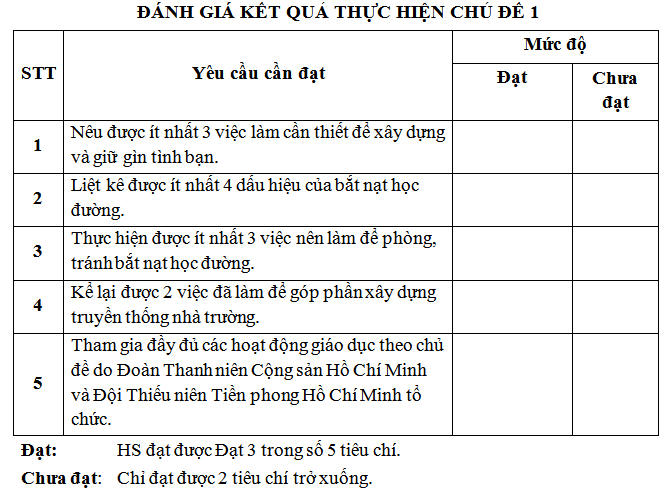 ĐÁNH GIÁ KẾT QUẢ THỰC HIỆN CHỦ ĐỀ 1
STT
Yêu cầu cần đạt
Mức độ
Đạt
Chưa
đạt
1
Nêu được ít nhất 3 việc làm cần thiết để xây dựng
và giữ gìn tình bạn.
2
Liệt kê được ít nhất 4 dấu hiệu của bắt nạt học
đường.
3
Thực hiện được ít nhất 3 việc nên làm để phòng,
tránh bắt nạt học đường.
4
Kể lại được 2 việc đã làm để góp phần xây dựng
truyền thống nhà trường.
5
Tham gia đầy đủ các hoạt động giáo dục theo chủ
đề do Đoàn Thanh niên Cộng sản Hồ Chí Minh
và Đội Thiếu niên Tiền phong Hồ Chí Minh tổ
chức.
Đạt: HS đạt được Đạt 3 trong số 5 tiêu chí.
Chưa đạt: Chỉ đạt được 2 tiêu chí trở xuống.